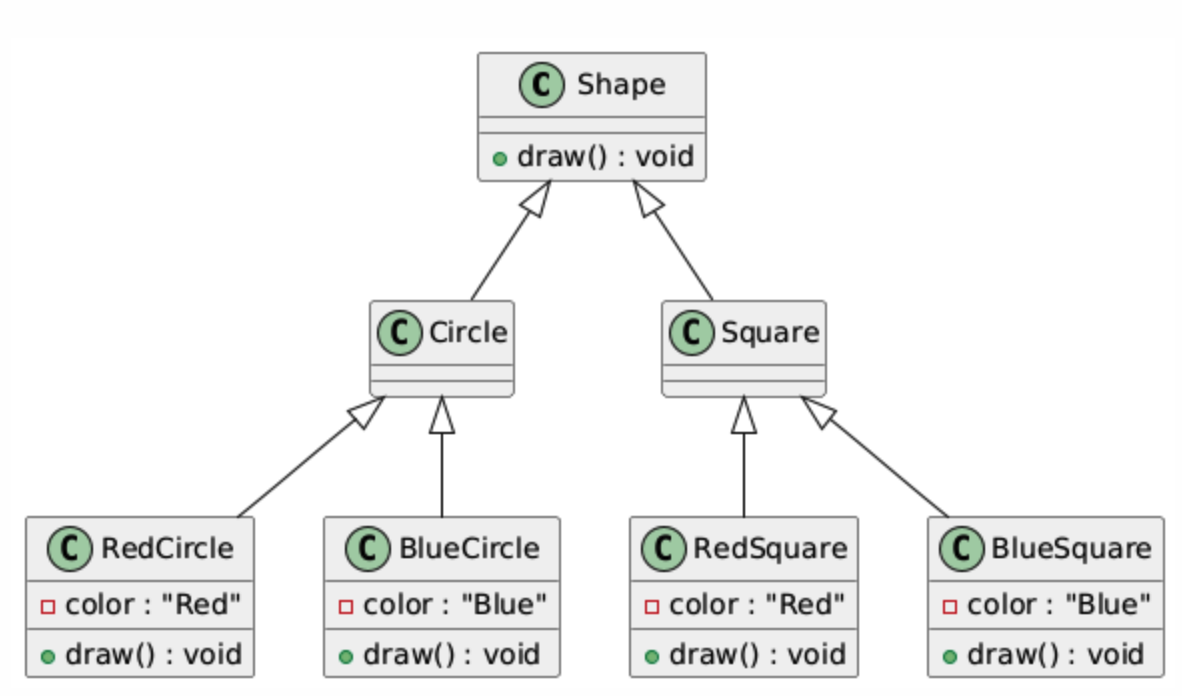 C Shape
draw() : void
C Circle
C Square
C RedCircle
color : "Red"
draw() : void
C BlueCircle
color : "Blue"
draw() : void
C RedSquare
color : "Red"
draw() : void
C BlueSquare
color : "Blue"
draw() : void